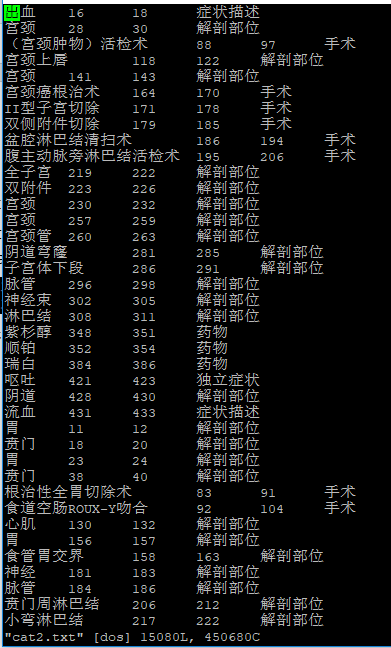 出血 16 18 症状描述
宫颈 28 30 解剖部位
（宫颈肿物）活检术 88 97 手术
宫颈上唇 118 122 解剖部位
宫颈 141 143 解剖部位
宫颈癌根治术 164 170 手术
II型子宫切除 171 178 手术
双侧附件切除 179 185 手术
盆腔淋巴结清扫术 186 194 手术
腹主动脉旁淋巴结活检术 195 206 手术
全子宫 219 222 解剖部位
双附件 223 226 解剖部位
宫颈 230 232 解剖部位
宫颈 257 259 解剖部位
宫颈管 260 263 解剖部位
阴道穹窿 281 285 解剖部位
子宫体下段 286 291 解剖部位
脉管 296 298 解剖部位
神经束 302 305 解剖部位
淋巴结 308 311 解剖部位
紫杉醇 348 351 药物
顺铂 352 354 药物
瑞白 384 386 药物
呕吐 421 423 独立症状
阴道 428 430 解剖部位
流血 431 433 症状描述
胃 11 12 解剖部位
贲门 18 20 解剖部位
胃 23 24 解剖部位
贲门 38 40 解剖部位
根治性全胃切除术 83 91 手术
食道空肠ROUX-Y吻合 92 104 手术
心肌 130 132 解剖部位
胃 156 157 解剖部位
食管胃交界 158 163 解剖部位
神经 181 183 解剖部位
脉管 184 186 解剖部位
贲门周淋巴结 206 212 解剖部位
小弯淋巴结 217 222 解剖部位
"cat2.txt" [dos] 15080L, 450680C